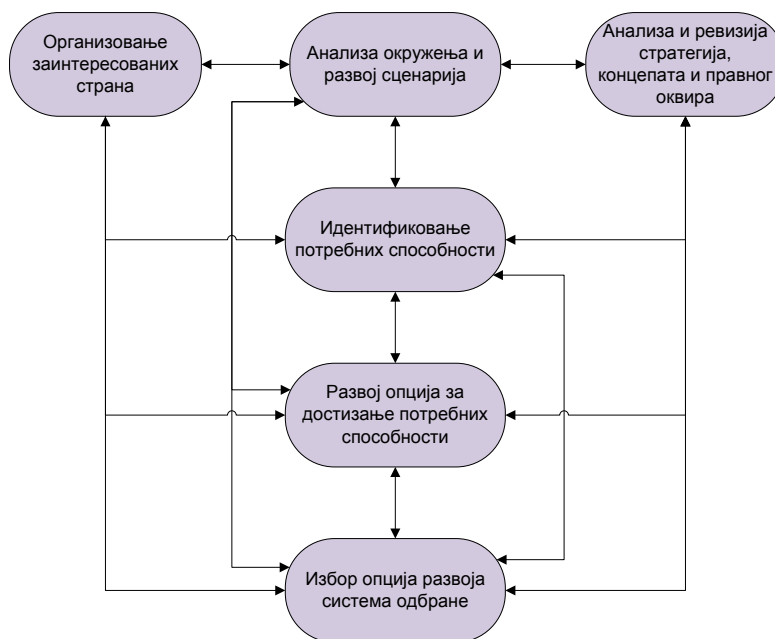 Организовање
заинтересованих
страна
Анализа окружења и
развој сценарија
Анализа и ревизија
стратегија,
концепата и правног
оквира
Идентификовање
потребних способности
Развој опција за
достизање потребних
способности
Избор опција развоја
система одбране